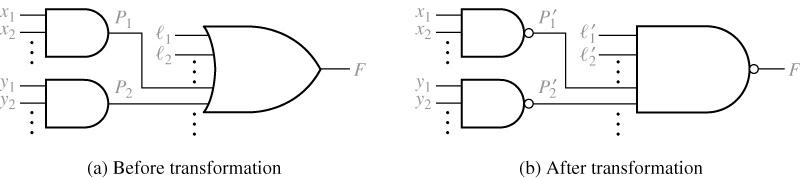 x₁ P₁ x₁ P₁′
x₂ ℓ₁ x₂ ℓ₁′
ℓ₂ ℓ₂′
F F
y₁ P₂ y₁ P₂′
y₂ y₂
(a) Before transformation (b) After transformation